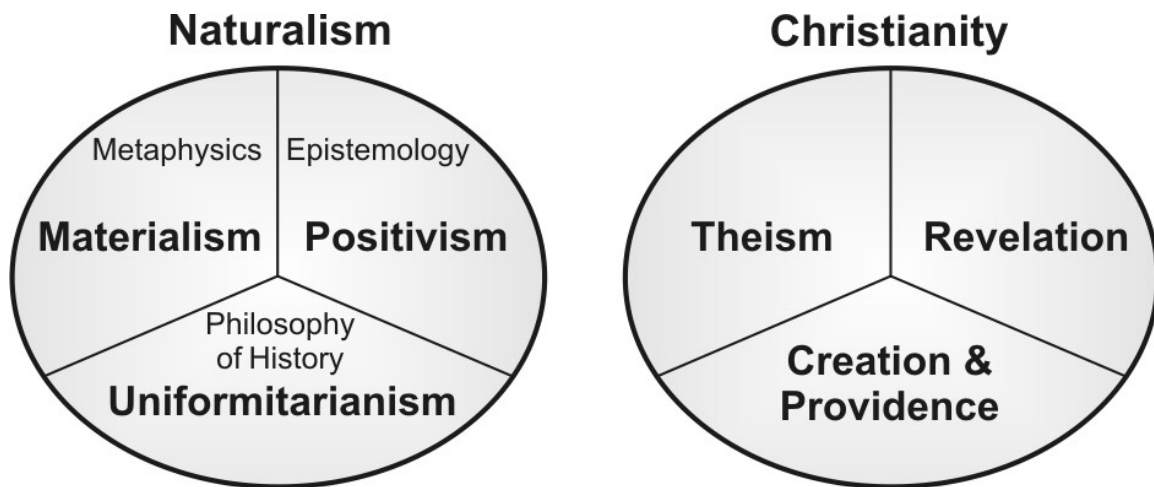 Naturalism
Metaphysics
Epistemology
Materialism
Positivism
Philosophy
of History
Uniformitarianism
Christianity
Theism
Revelation
Creation &
Providence